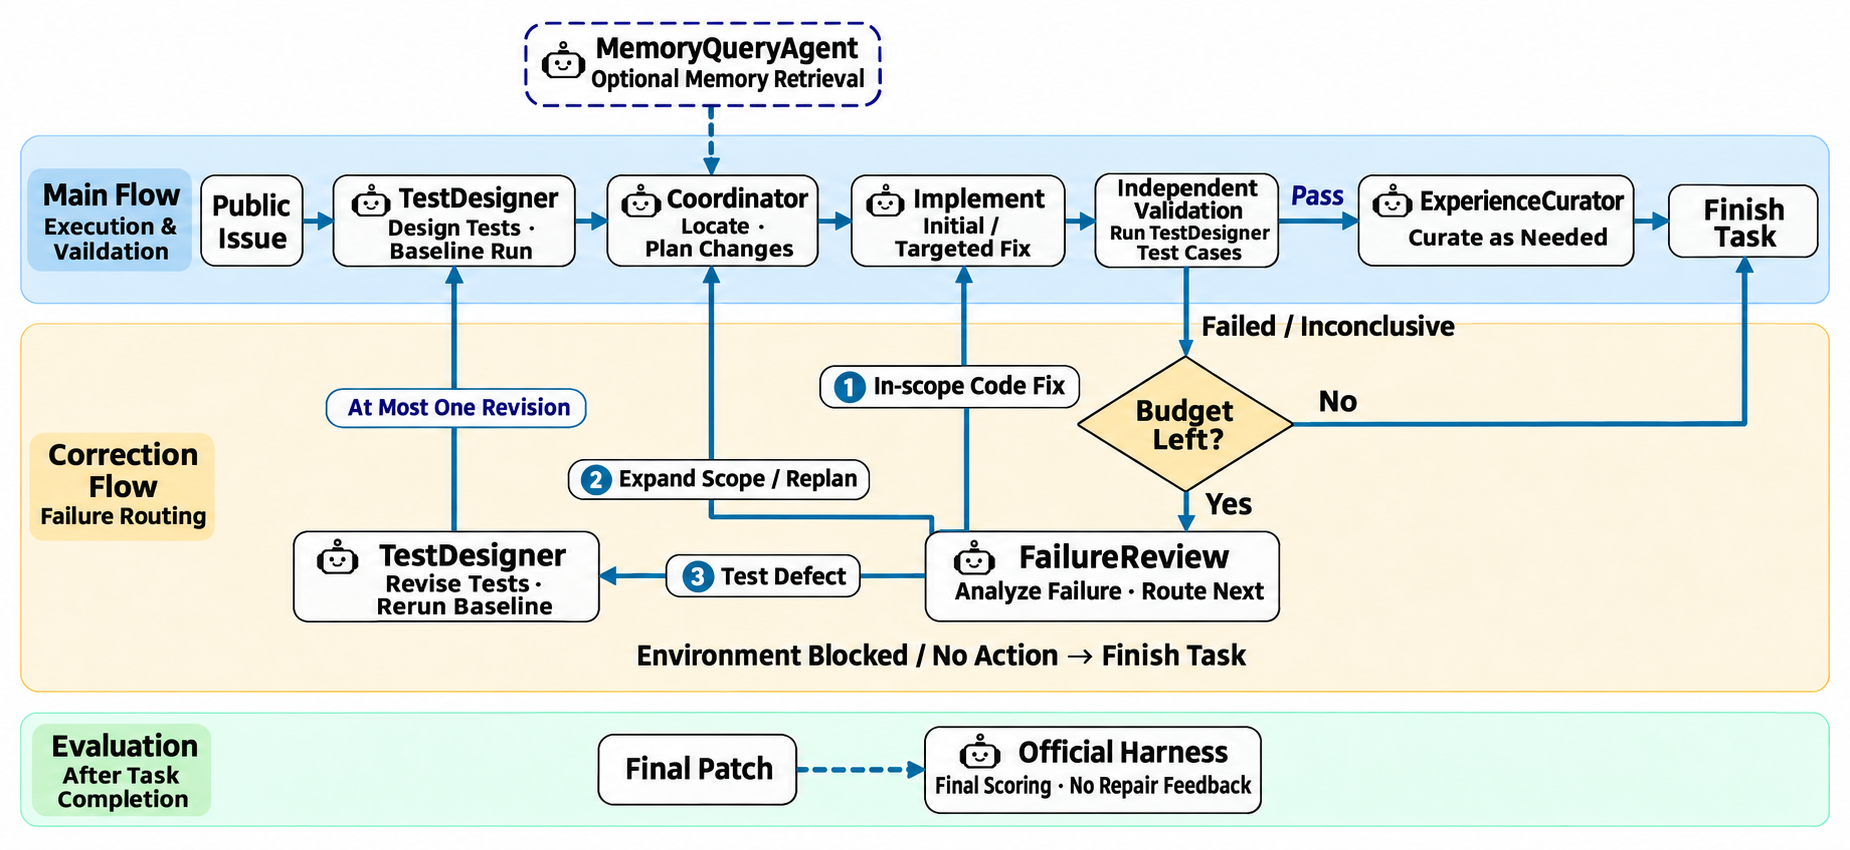 MemoryQueryAgent
Optional Memory Retrieval
Main Flow
Execution &
Vaildation
Public
Issue
TestDesigner
Design Tests ·
Baseline Run
Coordinator
Locate ·
Plan Changes
Implement
Initial /
Targeted Fix
Independent
Validation
Run TestDesigner
Test Cases
Pass
ExperienceCurator
Curate as Needed
Finish
Task
Failed / Inconclusive
Correction
Flow
Failure Routing
At Most One Revision
1 In-scope Code Fix
Budget
Left?
No
2 Expand Scope / Replan
Yes
TestDesigner
Revise Tests ·
Rerun Baseline
3 Test Defect
FailureReview
Analyze Failure · Route Next
Environment Blocked / No Action → Finish Task
Evaluation
After Task
Completion
Final Patch
Official Harness
Final Scoring · No Repair Feedback